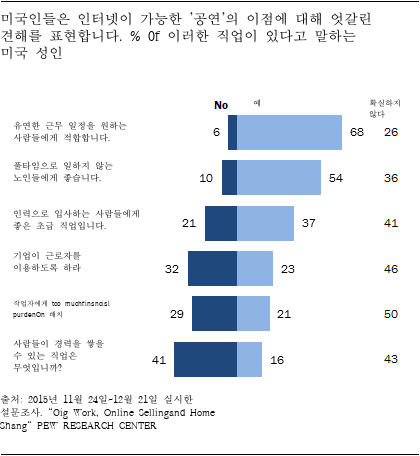 미국인들은 인터넷이 가능한 '공연'의 이점에 대해 엇갈린
견해를 표현합니다. % 0f 이러한 직업이 있다고 말하는
미국 성인
No 예 확실하지
않다
유연한 근무 일정을 원하는
사람들에게 적합합니다.
6 68 26
풀타임으로 일하지 않는
노인들에게 좋습니다.
10 54 36
인력으로 입사하는 사람들에게
좋은 초급 직업입니다.
21 37 41
기업이 근로자를
이용하도록 하라
32 23 46
작업자에게 too muchfinsncisl
purdenOn 배치
29 21 50
사람들이 경력을 쌓을
수 있는 직업은
무엇입니까?
41 16 43
출처: 2015년 11월 24일-12월 21일 실시한
설문조사. "Oig Work, Online Sellingand Home
Shang" PEW RESEARCH CENTER